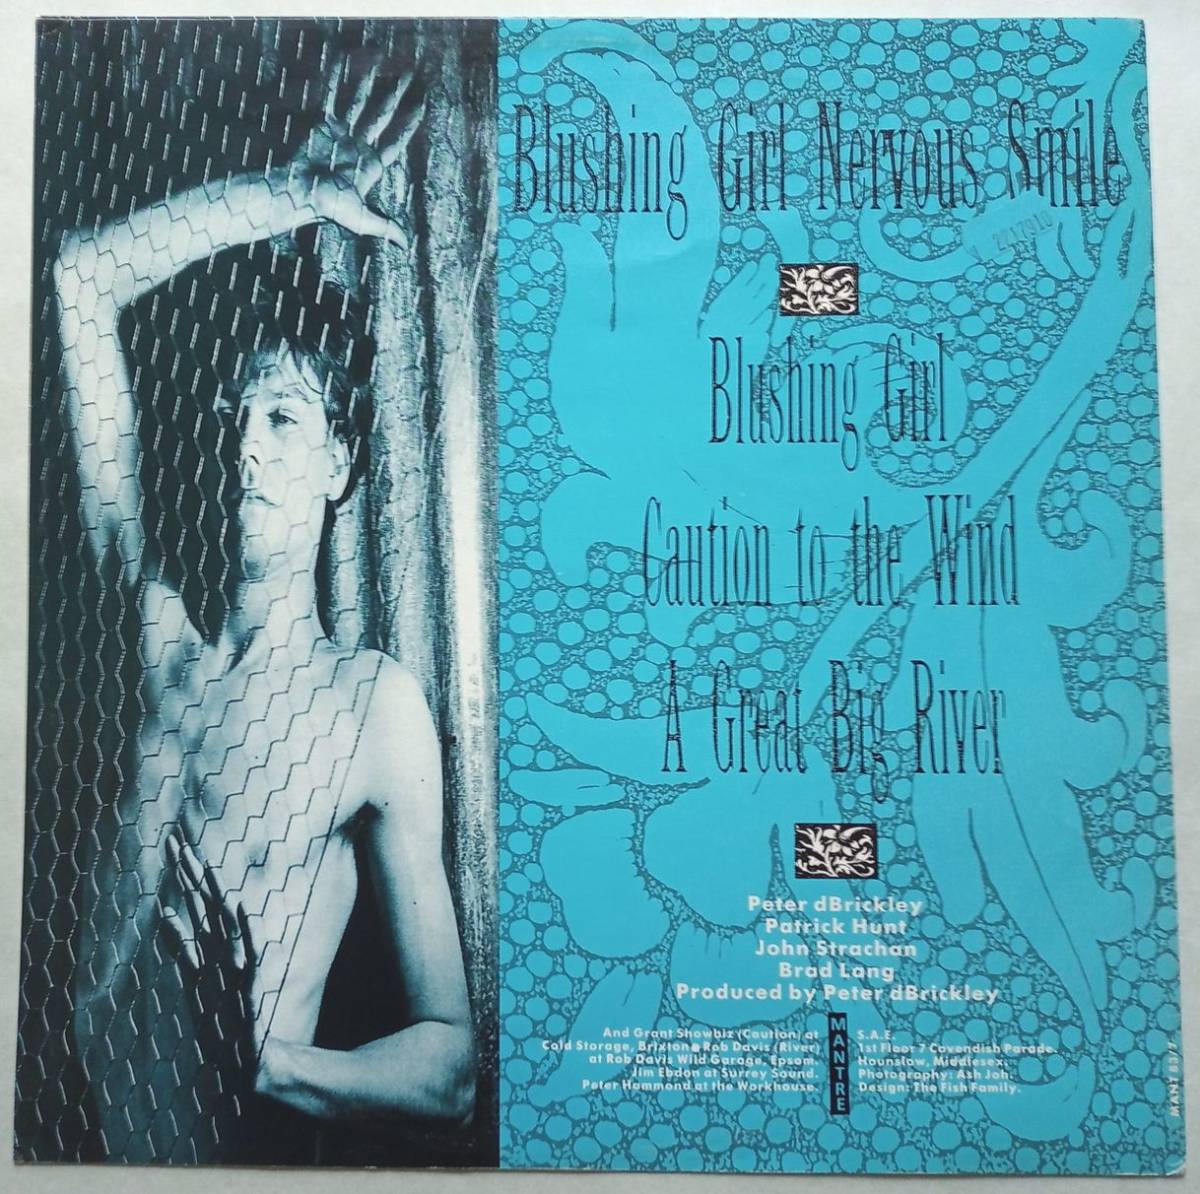 Blushing Girl Nervous Smile
Blushing Girl
Caution to the Wind
A Great Big River
Peter dBrickley
Patrick Hunt
John Strachan
Brad Lang
Produced by Peter dBrickley
And Grant Showbiz (Caution) at
Cold Storage, Brixton ● Rob Davis (River)
at Rob Davis Wild Garage, Epsom.
Jim Ebdon at Surrey Sound.
Peter Hammond at the Workhouse.
MANTRE
S.A.E.
1st Floor 7 Cavendish Parade.
Hounslow, Middlesex.
Photography: Ash Joh.
Design: The Fish Family.